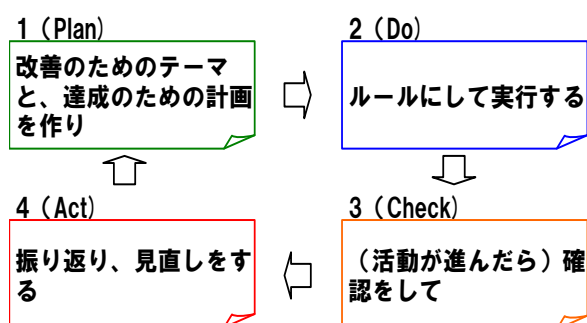 1（Plan)
改善のためのテーマ
と、達成のための計画
を作り
2（Do)
ルールにして実行する
3（Check)
（活動が進んだら）確
認をして
4（Act)
振り返り、見直しをす
る